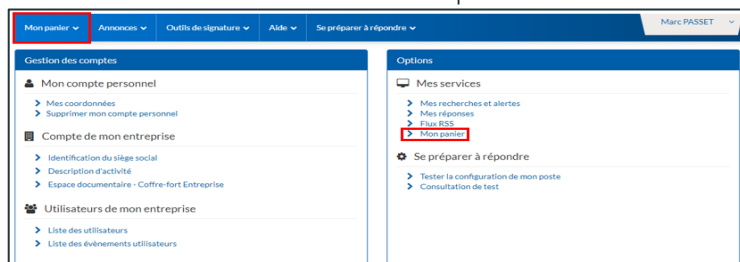 Mon panier Annonces Outils de signature Aide Se préparer à répondre Marc PASSET
Gestion des comptes
Mon compte personnel
Mes coordonnées
Supprimer mon compte personnel
Compte de mon entreprise
Identification du siège social
Description d'activité
Espace documentaire - Coffre-fort Entreprise
Utilisateurs de mon entreprise
Liste des utilisateurs
Liste des évènements utilisateurs
Options
Mes services
Mes recherches et alertes
Mes réponses
Flux RSS
Mon panier
Se préparer à répondre
Tester la configuration de mon poste
Consultation de test